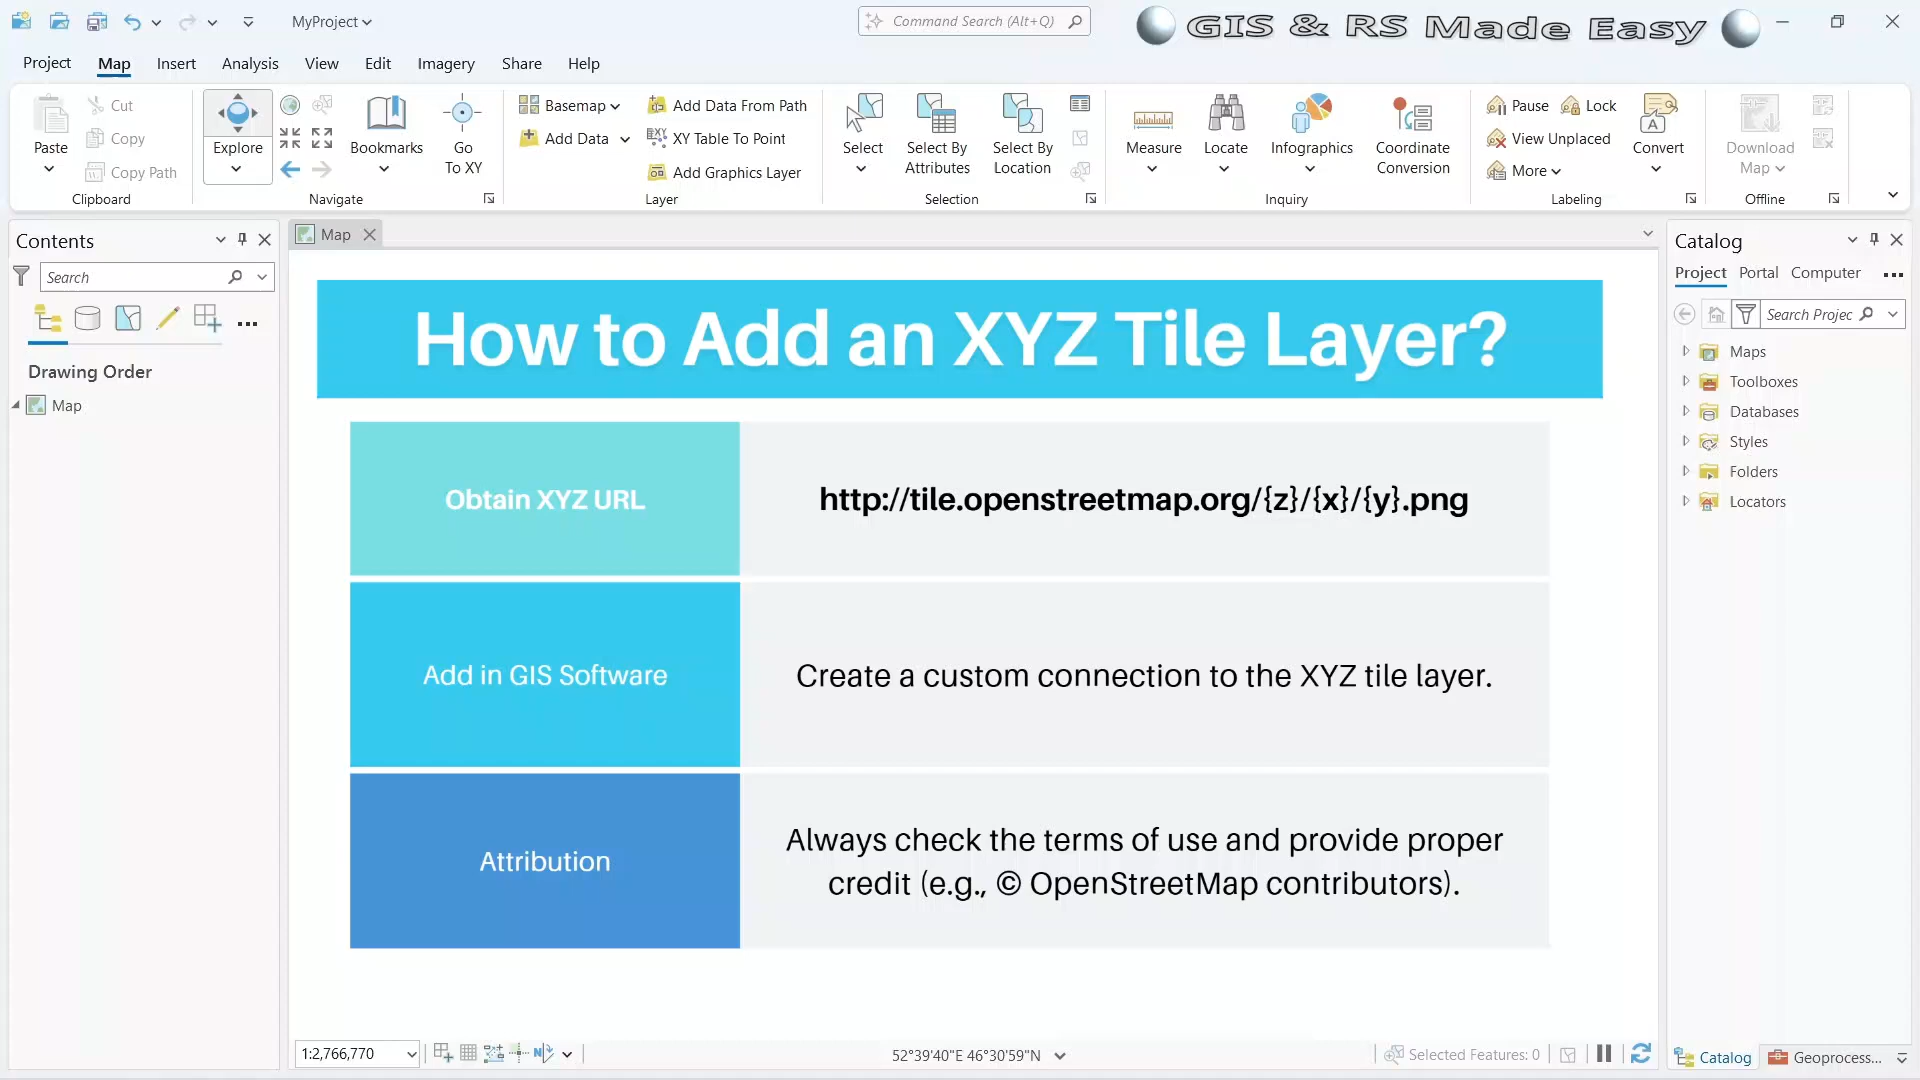 MyProject
Command Search (Alt+Q)
GIS & RS Made Easy
Project
Map
Insert
Analysis
View
Edit
Imagery
Share
Help
Paste
Cut
Copy
Copy Path
Clipboard
Explore
Bookmarks
Go
To XY
Navigate
Basemap
Add Data
Add Data From Path
XY Table To Point
Add Graphics Layer
Layer
Select
Select By
Attributes
Select By
Location
Selection
Measure
Locate
Infographics
Coordinate
Conversion
Inquiry
Pause
Lock
View Unplaced
More
Convert
Labeling
Download
Map
Offline
Contents
Search
Drawing Order
Map
Map
How to Add an XYZ Tile Layer?
Obtain XYZ URL
http://tile.openstreetmap.org/{z}/{x}/{y}.png
Add in GIS Software
Create a custom connection to the XYZ tile layer.
Attribution
Always check the terms of use and provide proper
credit (e.g., © OpenStreetMap contributors).
1:2,766,770
52°39'40"E 46°30'59"N
Selected Features: 0
Catalog
Project
Portal
Computer
Search Projec
Maps
Toolboxes
Databases
Styles
Folders
Locators
Catalog
Geoprocess...